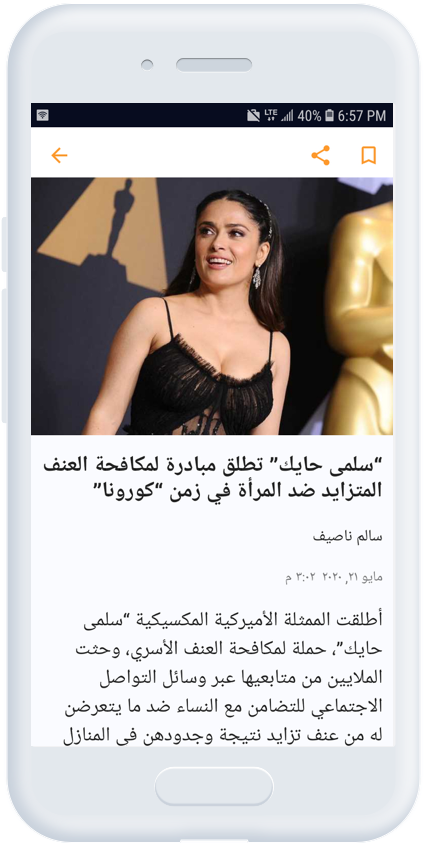 LTE 40% 6:57 PM
“سلمى حايك” تطلق مبادرة لمكافحة العنف
المتزايد ضد المرأة في زمن “كورونا”
سالم ناصيف
مايو ٢١, ٢٠٢٠ ٣:٠٢ م
أطلقت الممثلة الأميركية المكسيكية “سلمى
حايك”، حملة لمكافحة العنف الأسري، وحثت
الملايين من متابعيها عبر وسائل التواصل
الاجتماعي للتضامن مع النساء ضد ما يتعرضن
له من عنف تزايد نتيجة وجدودهن في المنازل